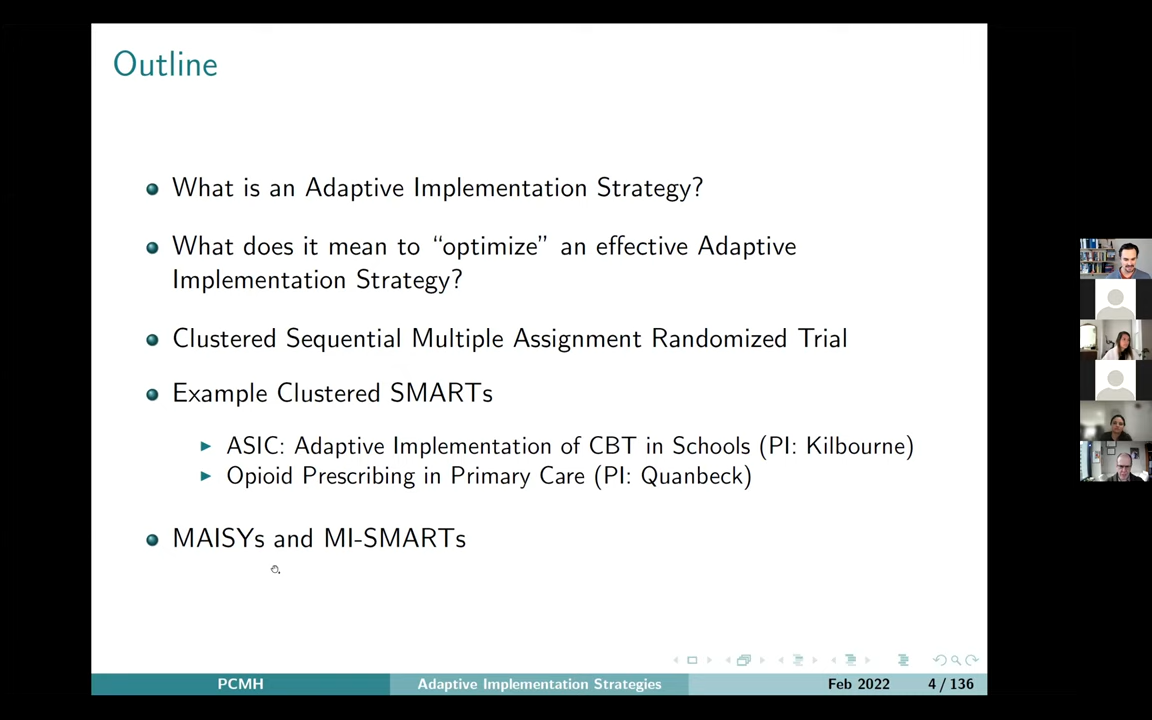 Outline
What is an Adaptive Implementation Strategy?
What does it mean to “optimize” an effective Adaptive
Implementation Strategy?
Clustered Sequential Multiple Assignment Randomized Trial
Example Clustered SMARTs
ASIC: Adaptive Implementation of CBT in Schools (PI: Kilbourne)
Opioid Prescribing in Primary Care (PI: Quanbeck)
MAISYs and MI-SMARTs
PCMH Adaptive Implementation Strategies Feb 2022 4 / 136